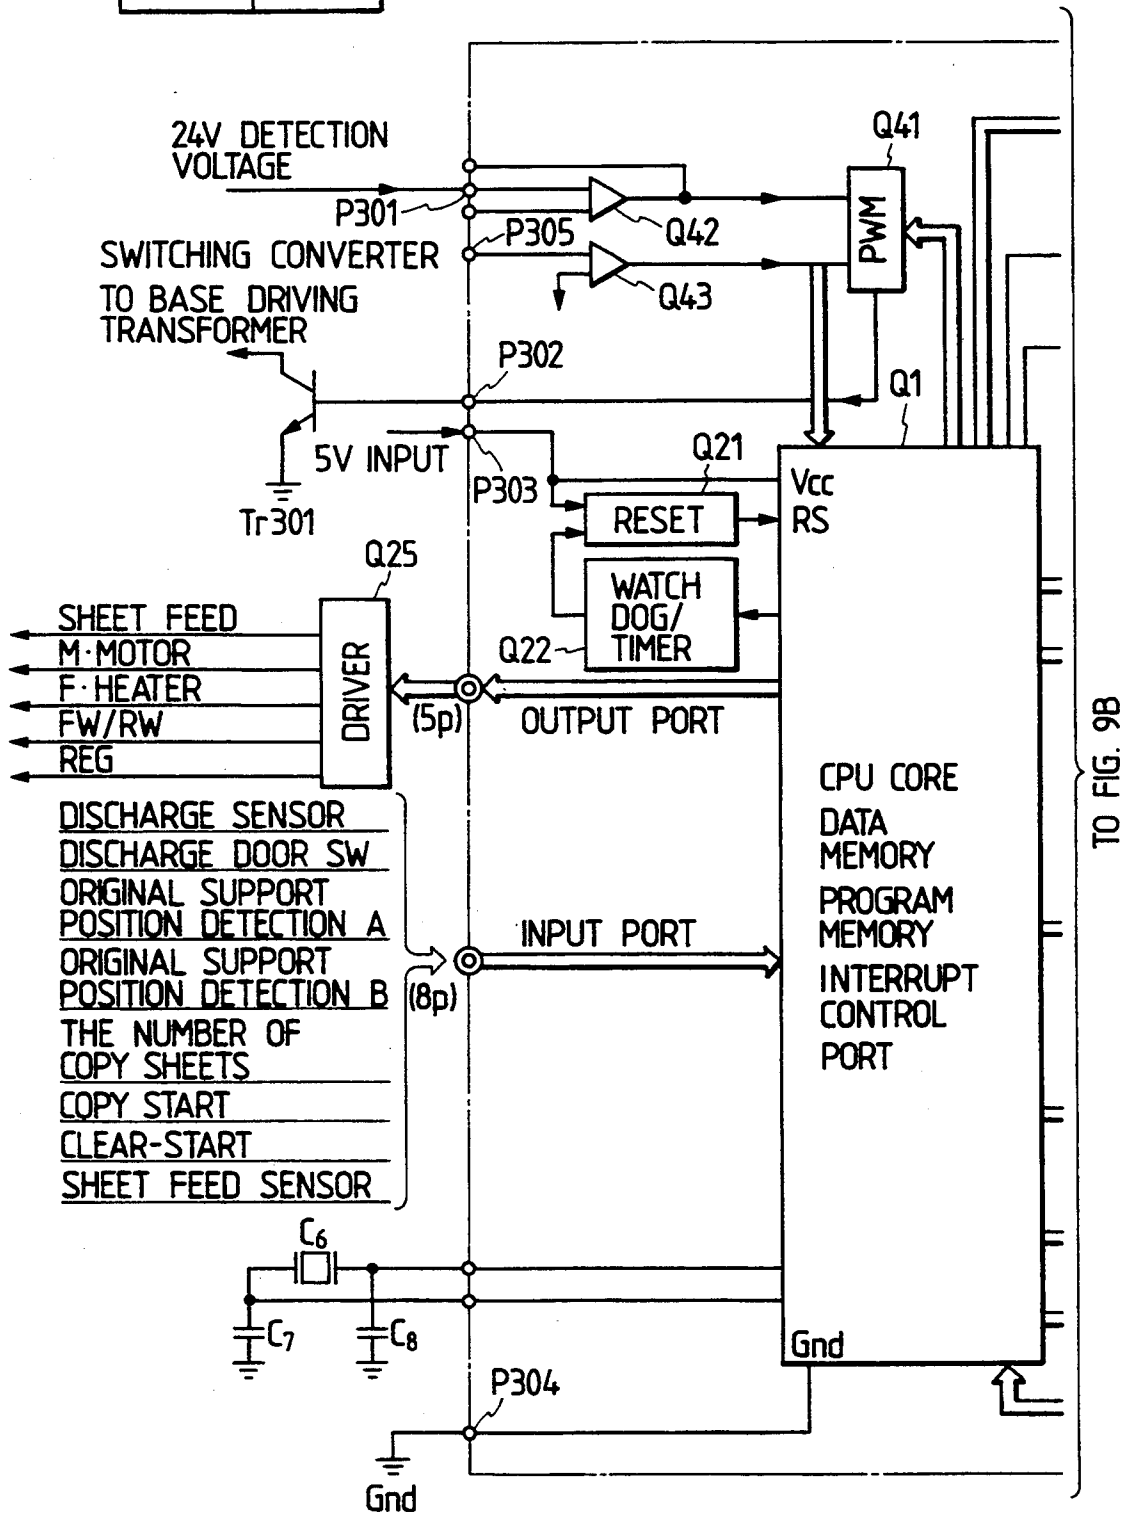 24V DETECTION
VOLTAGE
P301
P305
Q42
Q41
PWM
SWITCHING CONVERTER
Q43
TO BASE DRIVING
TRANSFORMER
P302
Q1
5V INPUT
P303
Q21
Vcc
RESET
RS
Tr301
Q25
WATCH
DOG/
TIMER
Q22
SHEET FEED
M·MOTOR
F·HEATER
FW/RW
REG
DRIVER
(5p)
OUTPUT PORT
CPU CORE
DATA
MEMORY
PROGRAM
MEMORY
INTERRUPT
CONTROL
PORT
TO FIG. 9B
DISCHARGE SENSOR
DISCHARGE DOOR SW
ORIGINAL SUPPORT
POSITION DETECTION A
ORIGINAL SUPPORT
POSITION DETECTION B
THE NUMBER OF
COPY SHEETS
COPY START
CLEAR-START
SHEET FEED SENSOR
INPUT PORT
(8p)
C6
C7
C8
Gnd
P304
Gnd